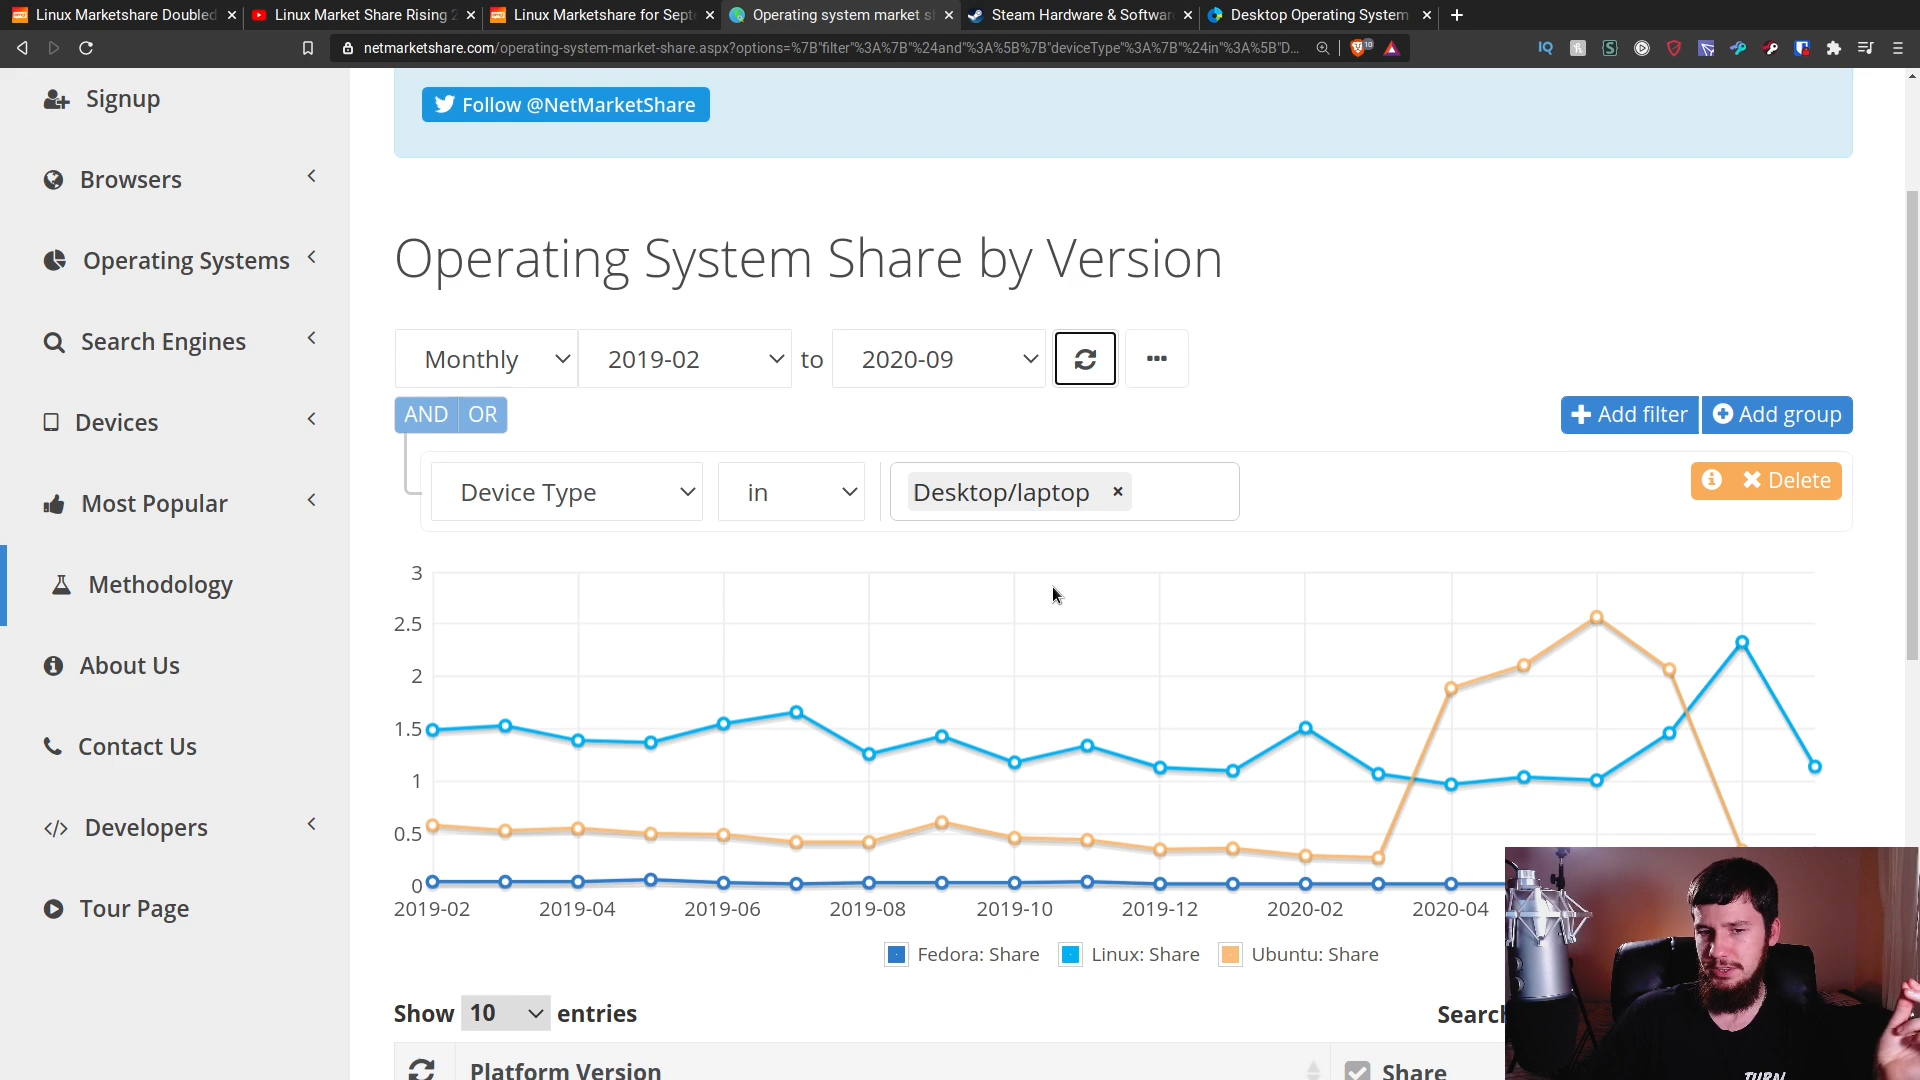 Linux Marketshare Doubled
Linux Market Share Rising 2
Linux Marketshare for Sept
Operating system market s
Steam Hardware & Softwar
Desktop Operating System
netmarketshare.com/operating-system-market-share.aspx?options=%7B"filter"%3A%7B"%24and"%3A%5B%7B"deviceType"%3A%7B"%24in"%3A%5B"D...
10
IQ
Signup
Browsers
Operating Systems
Search Engines
Devices
Most Popular
Methodology
About Us
Contact Us
Developers
Tour Page
Follow @NetMarketShare
Operating System Share by Version
Monthly
2019-02
to
2020-09
AND OR
Add filter
Add group
Device Type
in
Desktop/laptop ×
Delete
3
2.5
2
1.5
1
0.5
0
2019-02
2019-04
2019-06
2019-08
2019-10
2019-12
2020-02
2020-04
Fedora: Share
Linux: Share
Ubuntu: Share
Show 10 entries
Search
Platform Version
Share
TURN